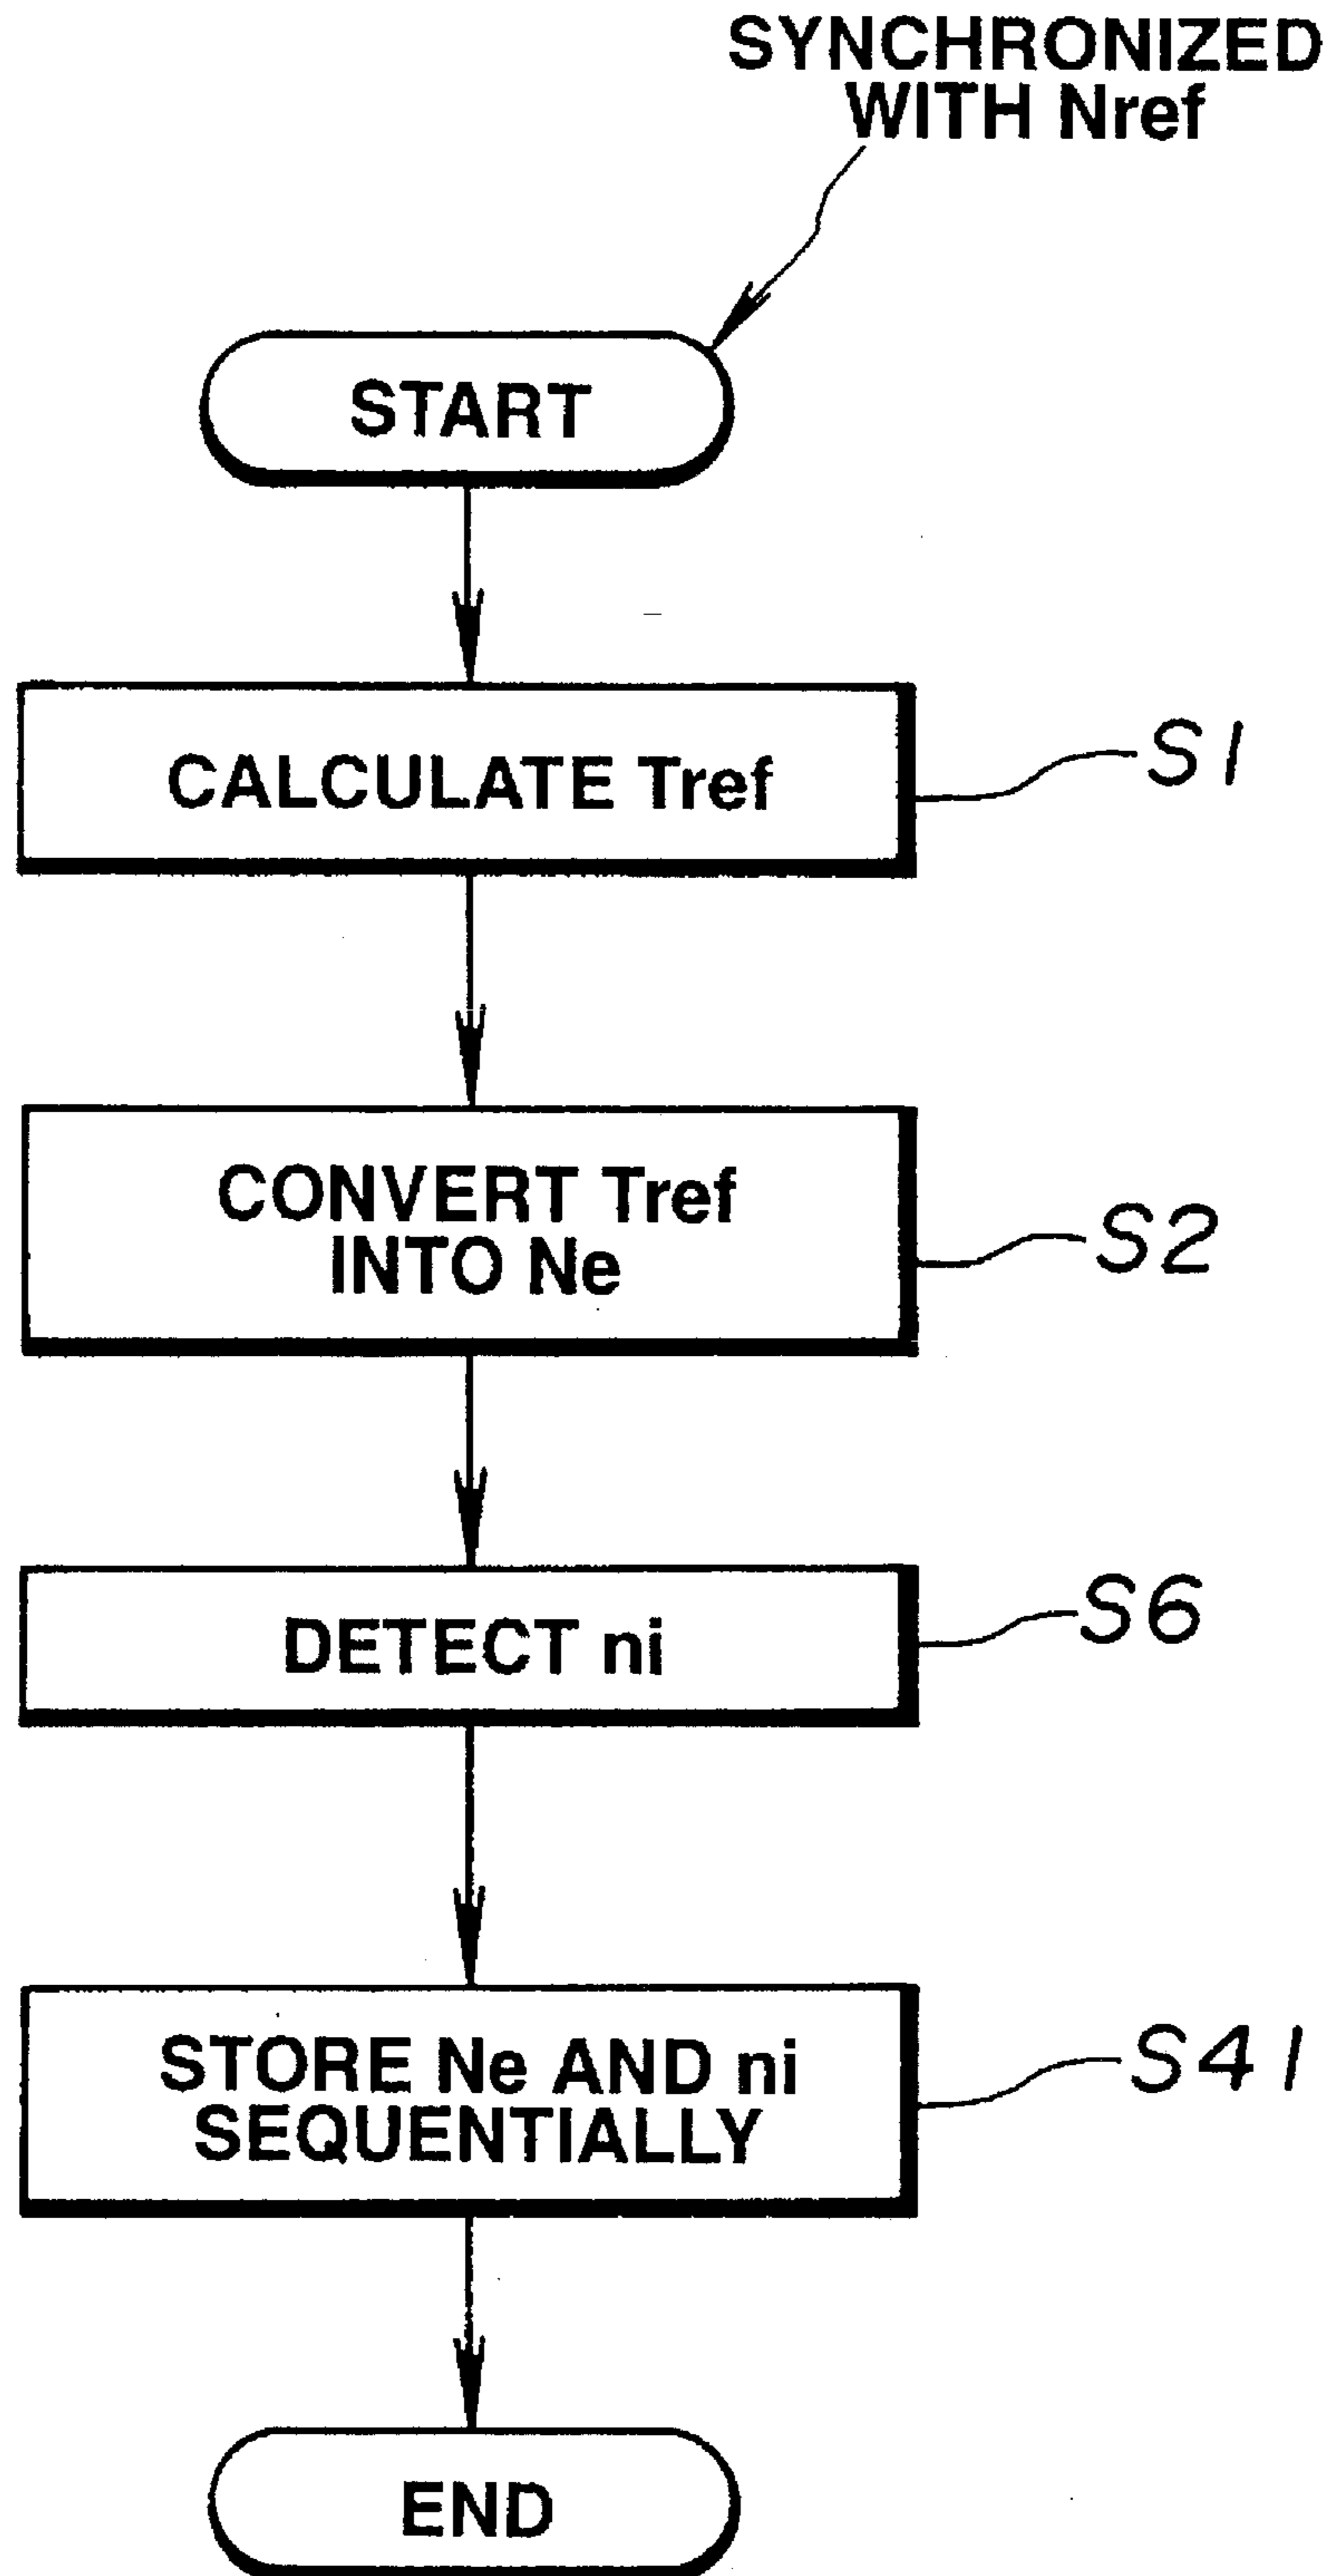 SYNCHRONIZED
WITH Nref
START
CALCULATE Tref
S1
CONVERT Tref
INTO Ne
S2
DETECT ni
S6
STORE Ne AND ni
SEQUENTIALLY
S41
END